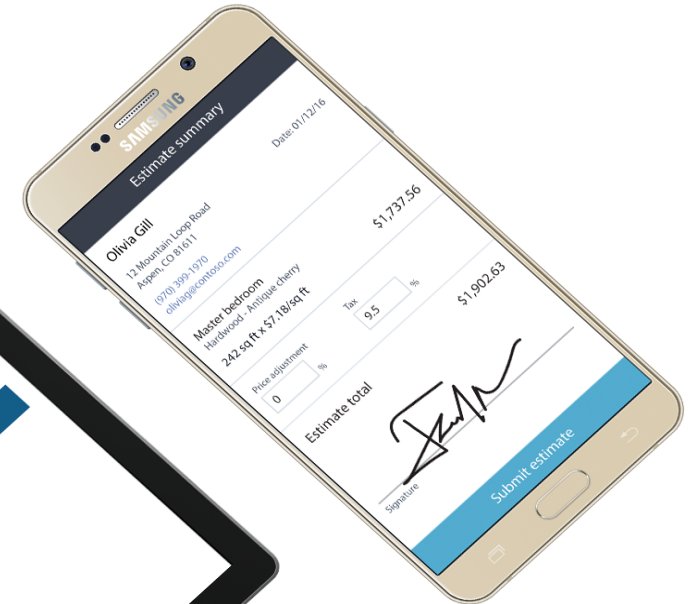 SAMSUNG
Estimate summary
Date: 01/12/16
Olivia Gill
12 Mountain Loop Road
Aspen, CO 81611
(970) 399-1970
oliviag@contoso.com
Master bedroom
Hardwood - Antique cherry
242 sq ft x $7.18/sq ft
$1,737.56
Price adjustment
0 %
Tax
9.5 %
Estimate total
$1,902.63
Signature
Submit estimate